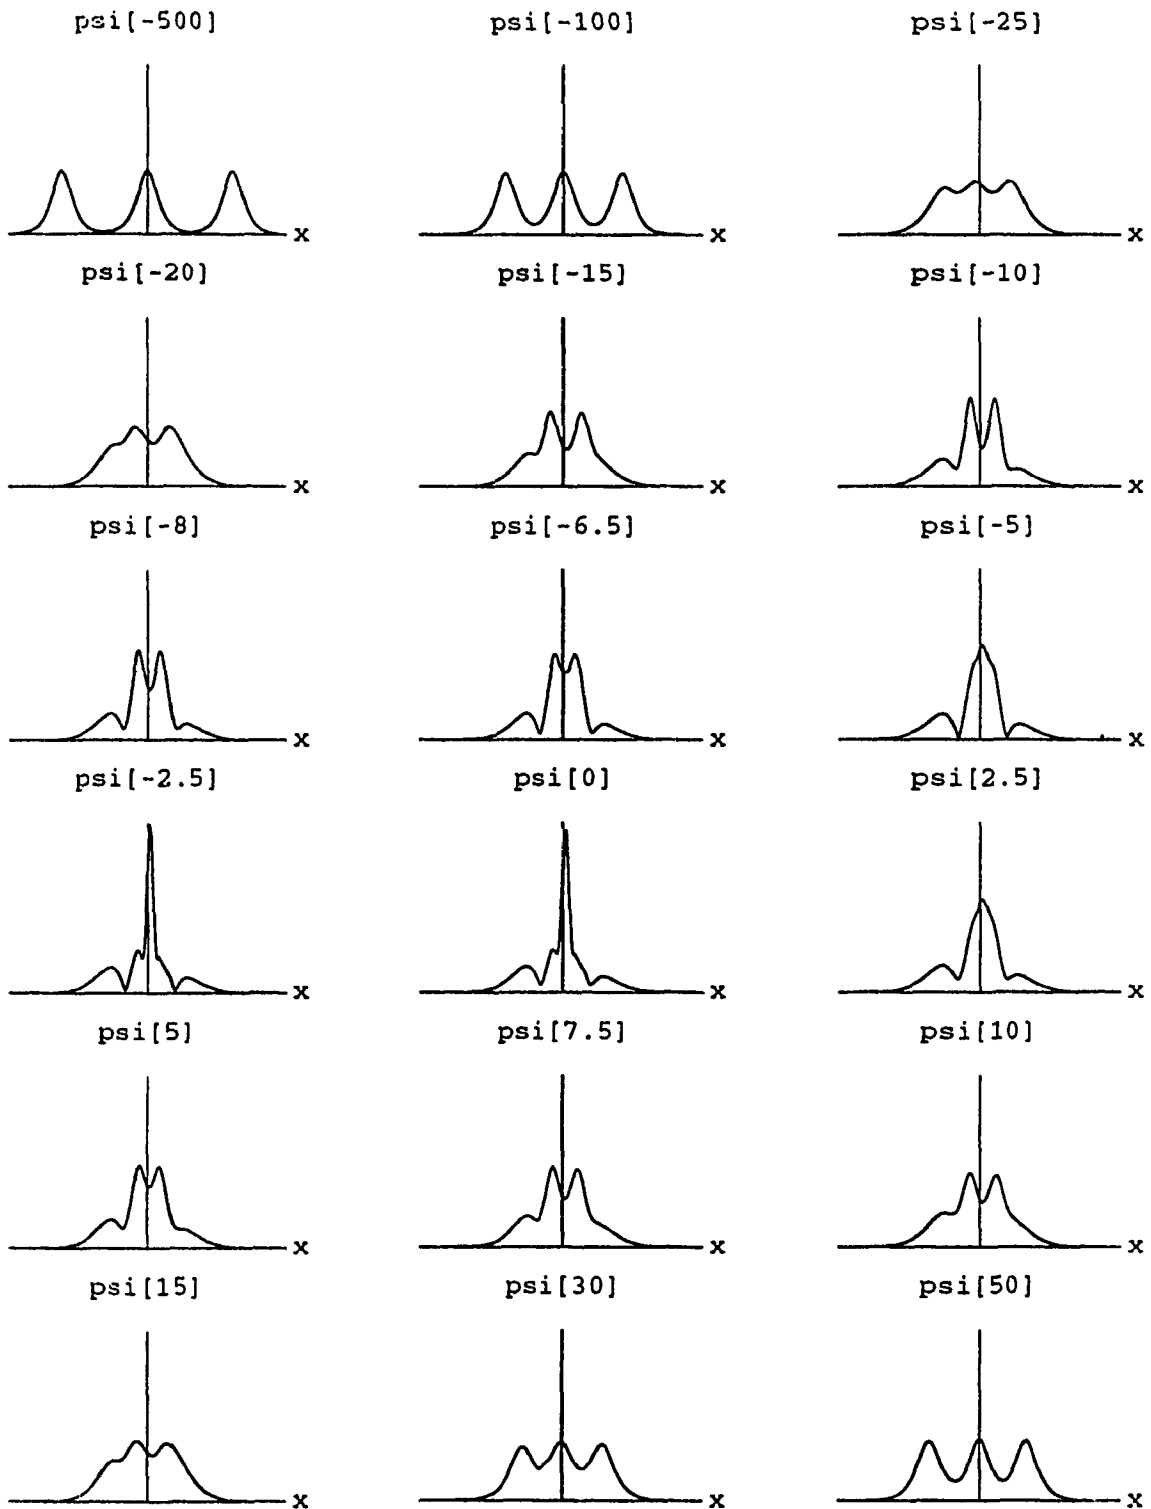 psi[-500] psi[-100] psi[-25]
x x x
psi[-20] psi[-15] psi[-10]
x x x
psi[-8] psi[-6.5] psi[-5]
x x x
psi[-2.5] psi[0] psi[2.5]
x x x
psi[5] psi[7.5] psi[10]
x x x
psi[15] psi[30] psi[50]
x x x